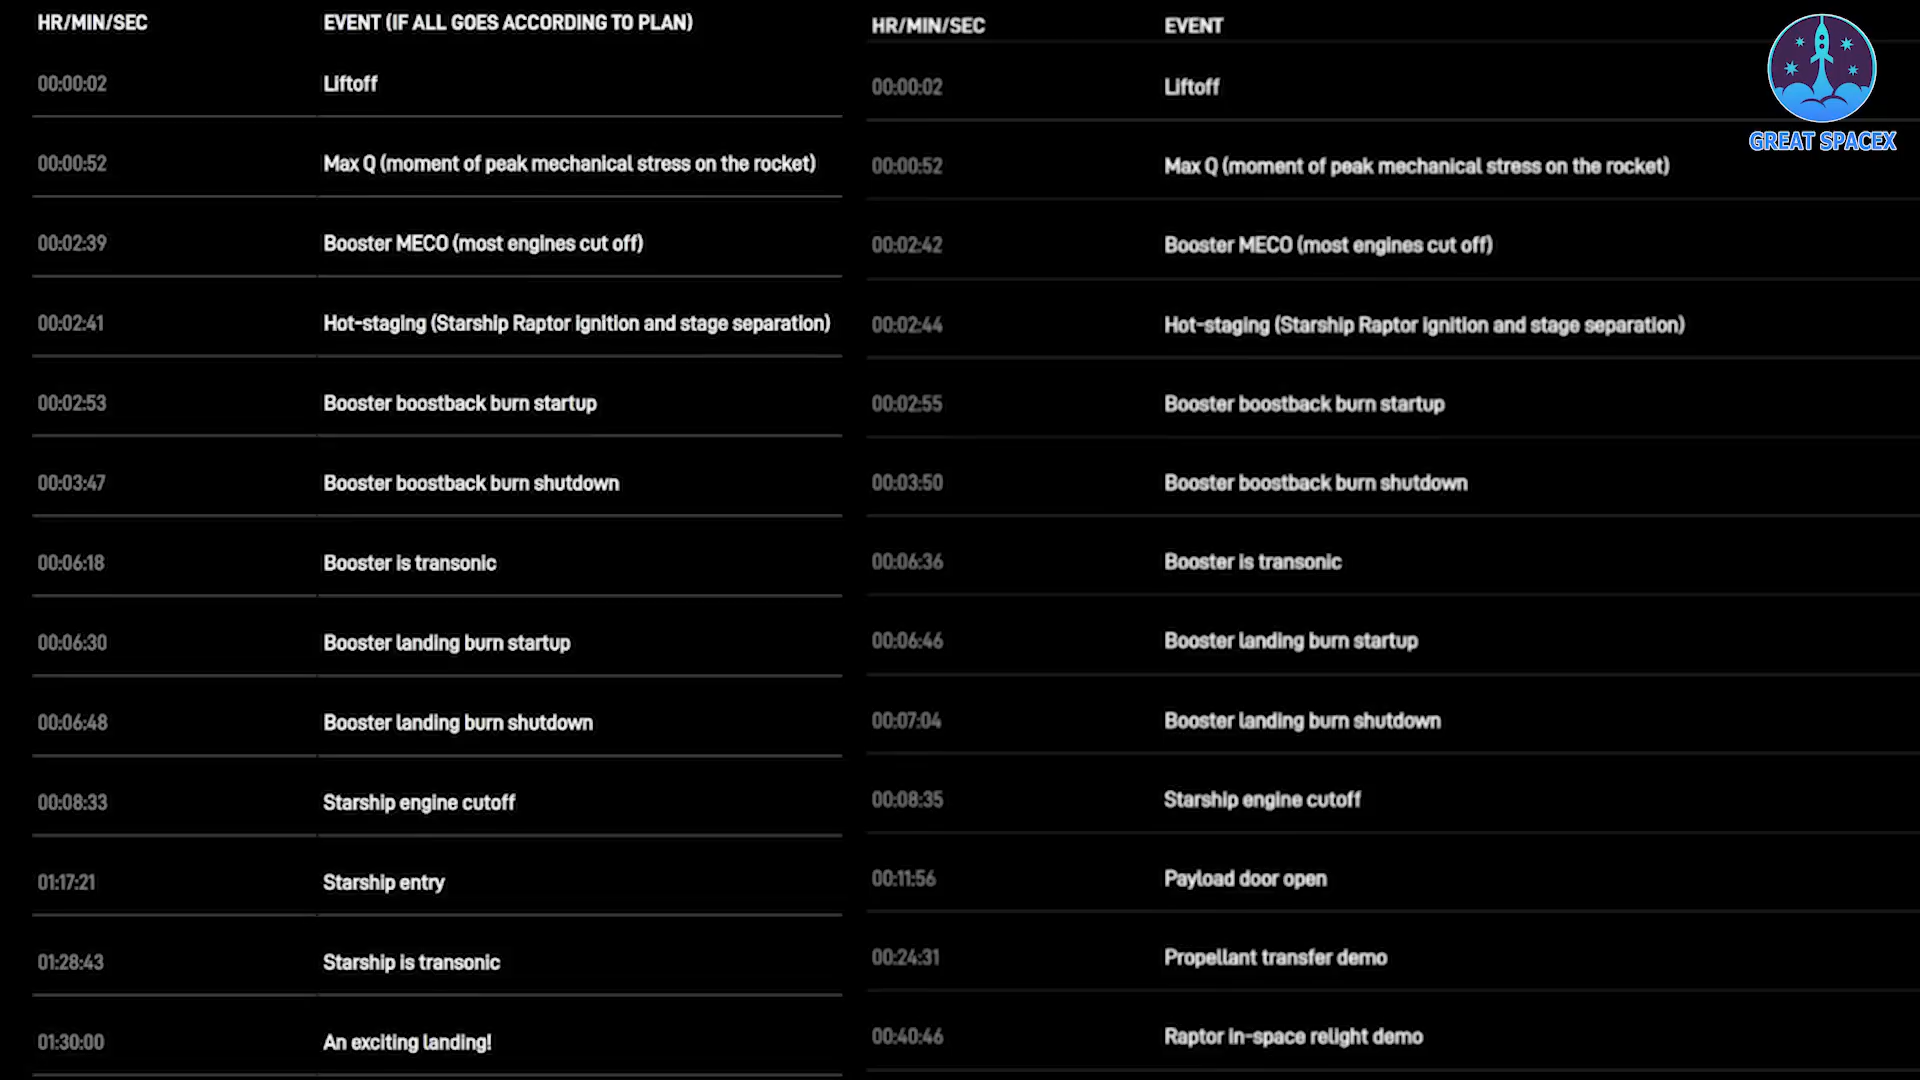 HR/MIN/SEC EVENT (IF ALL GOES ACCORDING TO PLAN)
00:00:02 Liftoff
00:00:52 Max Q (moment of peak mechanical stress on the rocket)
00:02:39 Booster MECO (most engines cut off)
00:02:41 Hot-staging (Starship Raptor ignition and stage separation)
00:02:53 Booster boostback burn startup
00:03:47 Booster boostback burn shutdown
00:06:18 Booster is transonic
00:06:30 Booster landing burn startup
00:06:48 Booster landing burn shutdown
00:08:33 Starship engine cutoff
01:17:21 Starship entry
01:28:43 Starship is transonic
01:30:00 An exciting landing!
HR/MIN/SEC EVENT
00:00:02 Liftoff
00:00:52 Max Q (moment of peak mechanical stress on the rocket)
00:02:42 Booster MECO (most engines cut off)
00:02:44 Hot-staging (Starship Raptor ignition and stage separation)
00:02:55 Booster boostback burn startup
00:03:50 Booster boostback burn shutdown
00:06:36 Booster is transonic
00:06:46 Booster landing burn startup
00:07:04 Booster landing burn shutdown
00:08:35 Starship engine cutoff
00:11:56 Payload door open
00:24:31 Propellant transfer demo
00:40:46 Raptor in-space relight demo
GREAT SPACEX